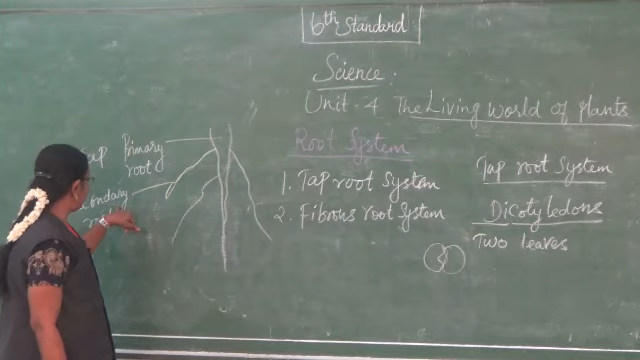 6th Standard
Science.
Unit-4 The Living world of plants
Root System
1. Tap root System
2. Fibrous root System
Tap root System
Dicotyledons
Two leaves
Tap Primary
root